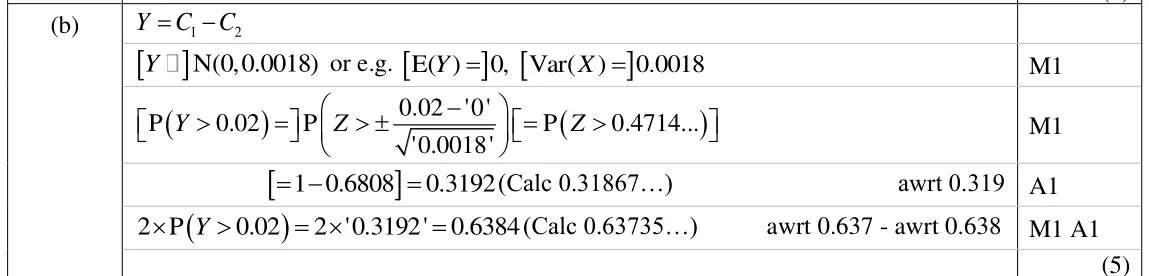 (b)
Y = C₁ − C₂
[Y □] N(0, 0.0018) or e.g. [E(Y) =] 0, [Var(X) =] 0.0018 M1
[P(Y > 0.02) =] P(Z > ± (0.02 − '0') / √'0.0018') [= P(Z > 0.4714...)] M1
[= 1 − 0.6808] = 0.3192 (Calc 0.31867…) awrt 0.319 A1
2 × P(Y > 0.02) = 2 × '0.3192' = 0.6384 (Calc 0.63735…) awrt 0.637 - awrt 0.638 M1 A1
(5)